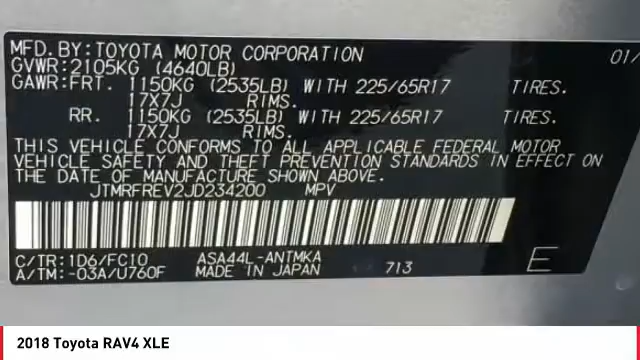 MFD. BY: TOYOTA MOTOR CORPORATION 01/
GVWR: 2105KG (4640LB)
GAWR: FRT. 1150KG (2535LB) WITH 225/65R17 TIRES.
17X7J RIMS.
RR. 1150KG (2535LB) WITH 225/65R17 TIRES.
17X7J RIMS.
THIS VEHICLE CONFORMS TO ALL APPLICABLE FEDERAL MOTOR
VEHICLE SAFETY AND THEFT PREVENTION STANDARDS IN EFFECT ON
THE DATE OF MANUFACTURE SHOWN ABOVE.
JTMRFREV2JD234200 MPV
C/TR: 1D6/FC10 ASA44L-ANTMKA
A/TM: -03A/U760F MADE IN JAPAN 713 E
2018 Toyota RAV4 XLE